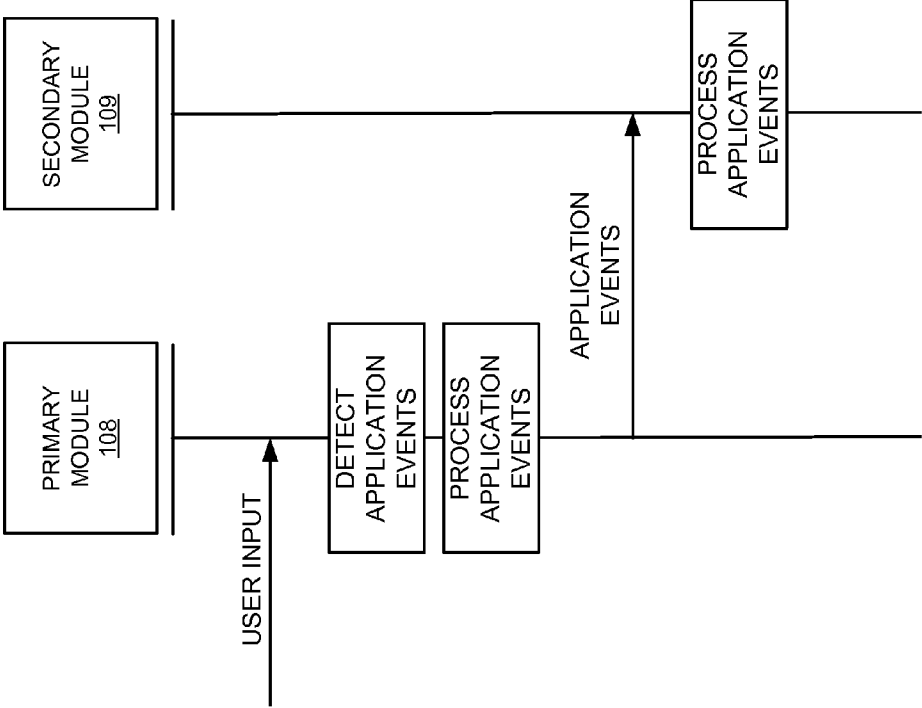 PRIMARY
MODULE
108
SECONDARY
MODULE
109
USER INPUT
DETECT
APPLICATION
EVENTS
PROCESS
APPLICATION
EVENTS
APPLICATION
EVENTS
PROCESS
APPLICATION
EVENTS